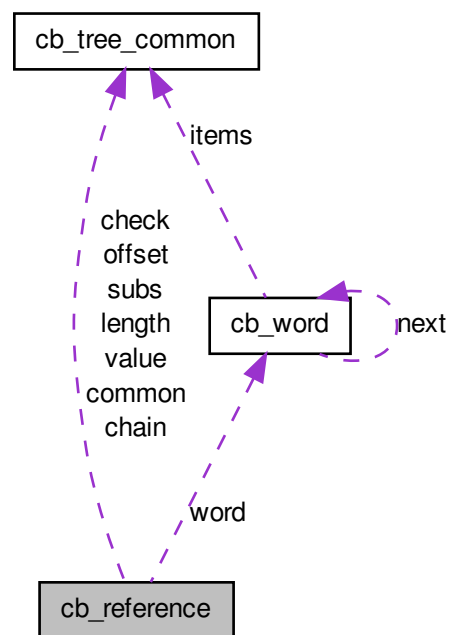 cb_tree_common
items
check
offset
subs
length
value
common
chain
cb_word
next
word
cb_reference